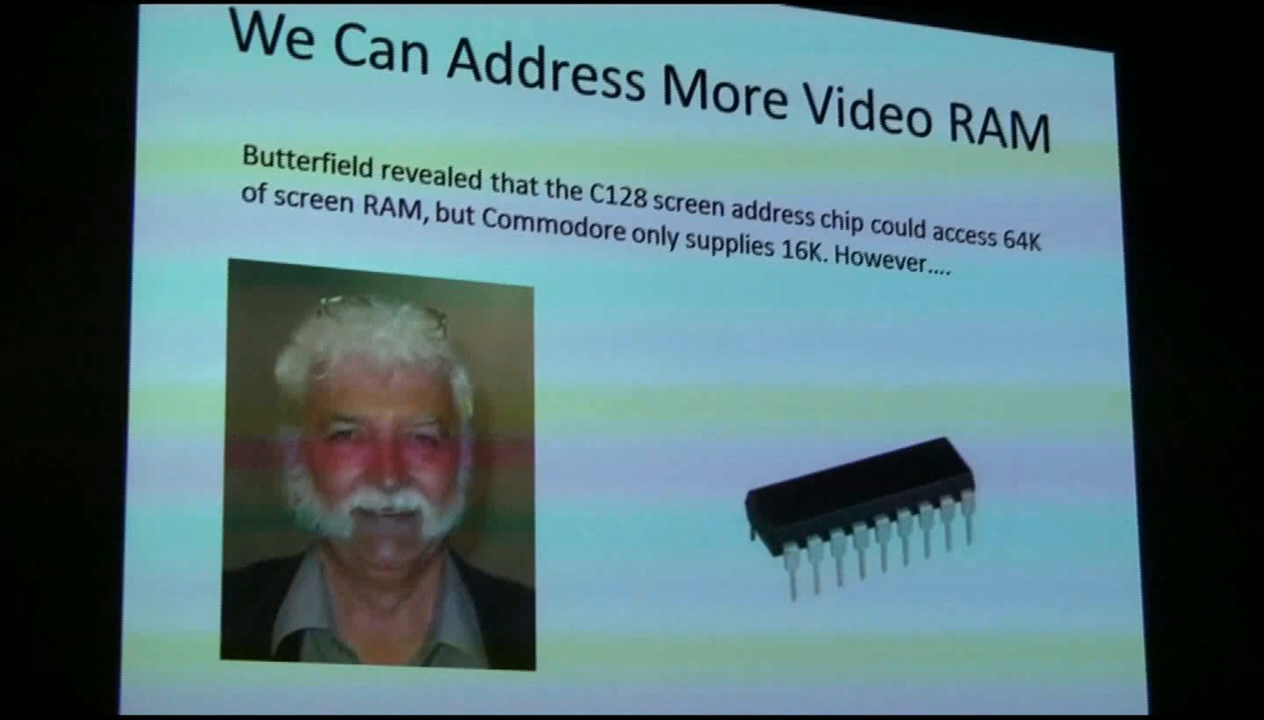 We Can Address More Video RAM
Butterfield revealed that the C128 screen address chip could access 64K
of screen RAM, but Commodore only supplies 16K. However....